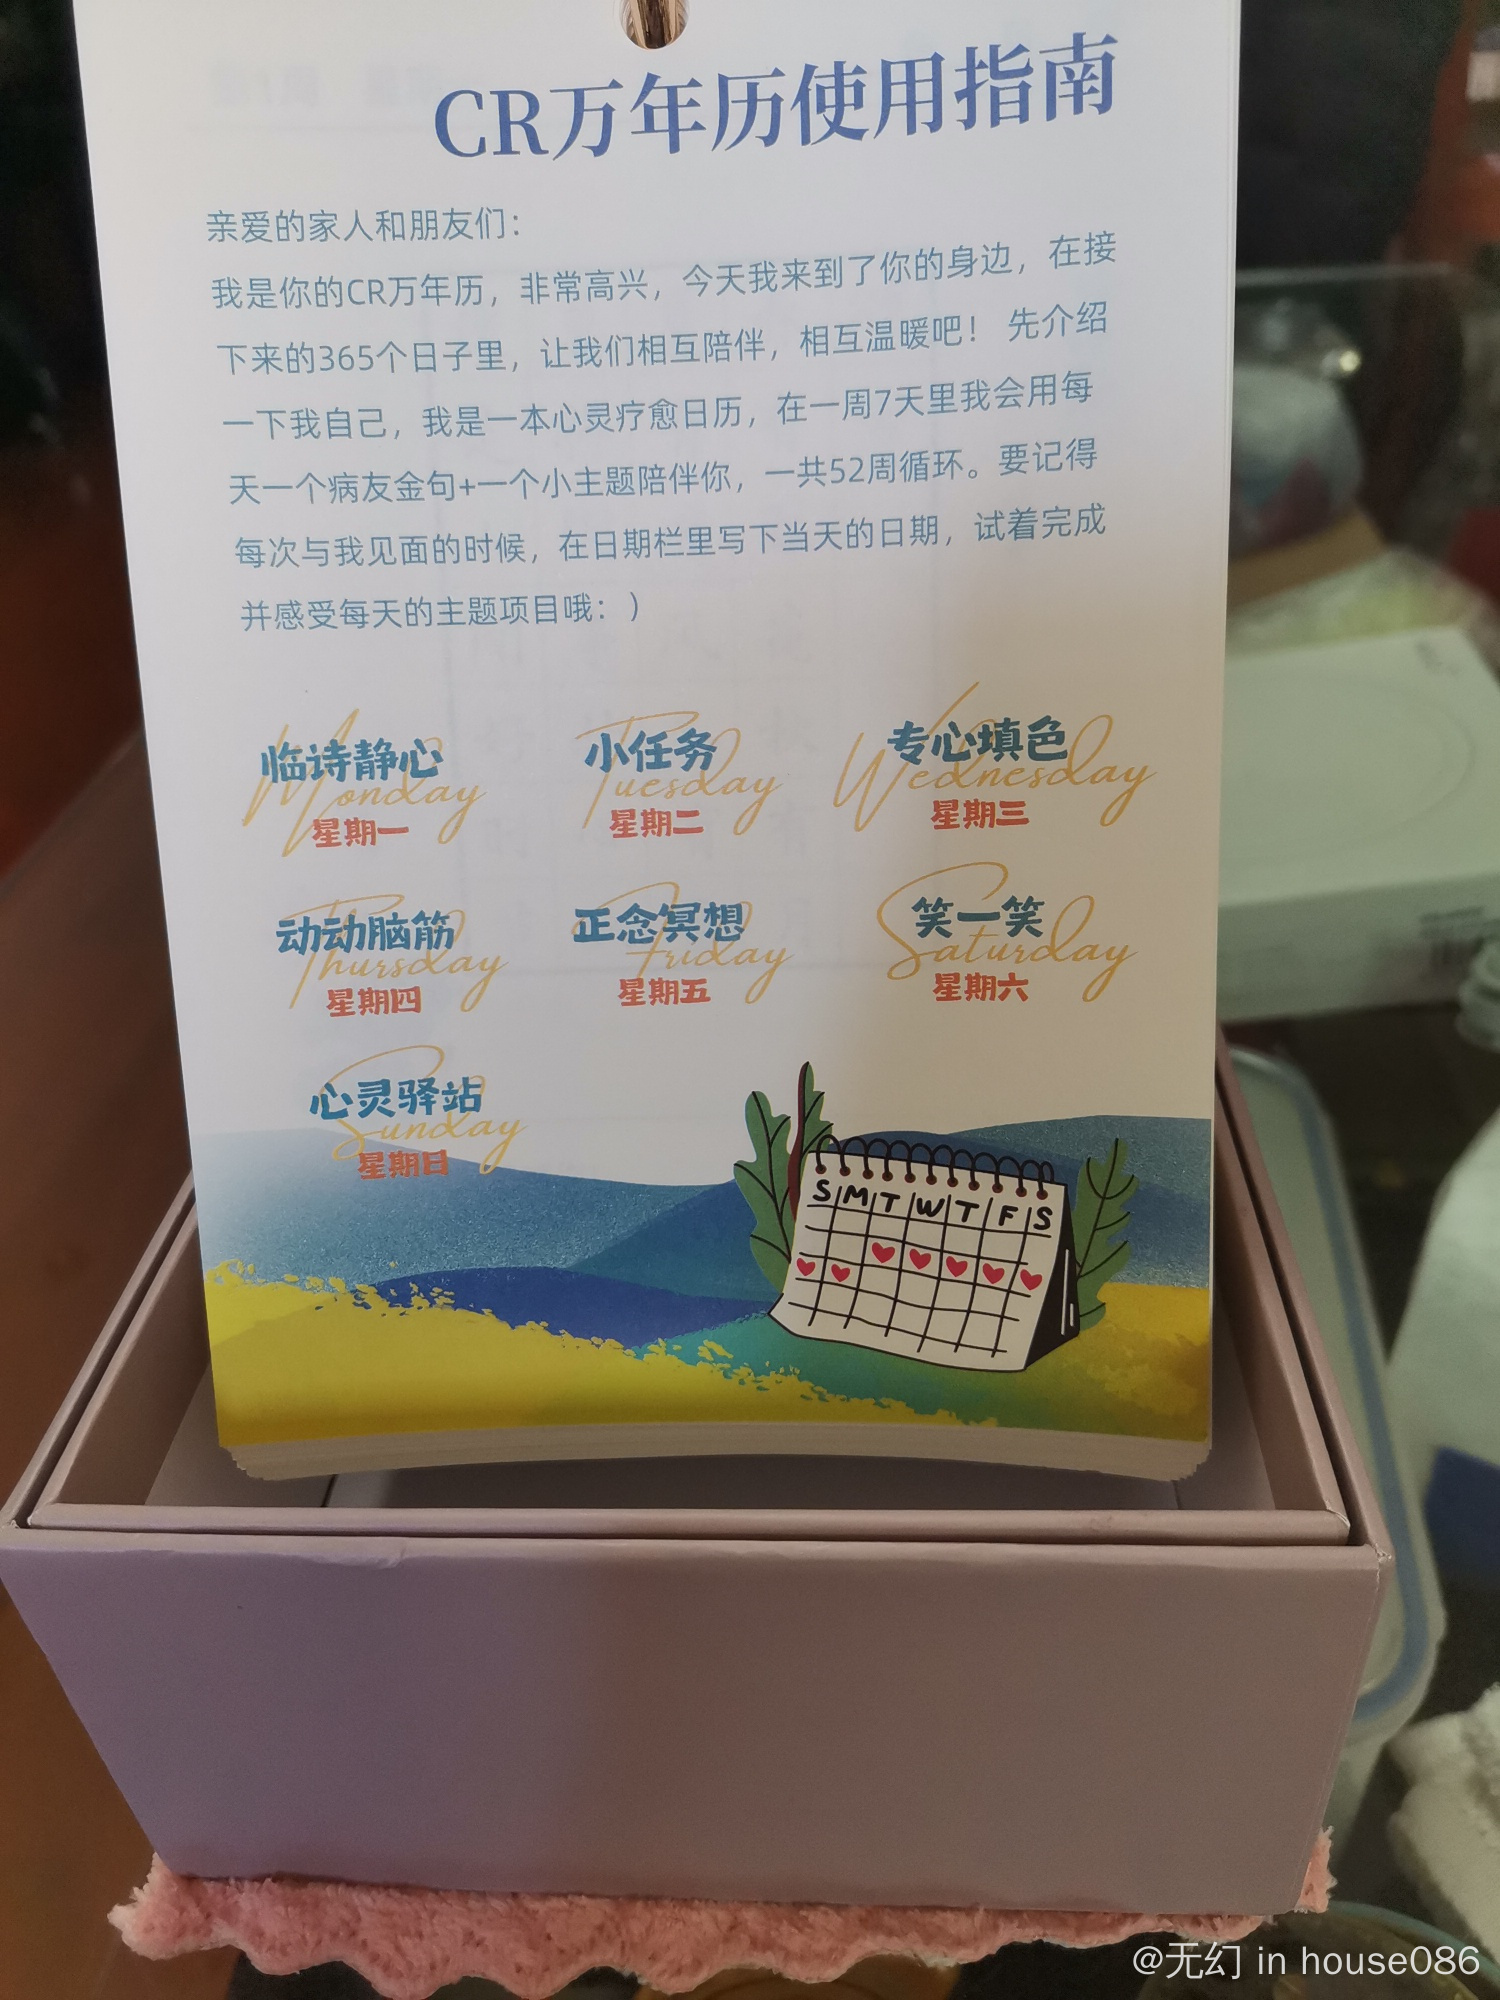 CR万年历使用指南
亲爱的家人和朋友们：
我是你的CR万年历，非常高兴，今天我来到了你的身边，在接
下来的365个日子里，让我们相互陪伴，相互温暖吧！ 先介绍
一下我自己，我是一本心灵疗愈日历，在一周7天里我会用每
天一个病友金句+一个小主题陪伴你，一共52周循环。要记得
每次与我见面的时候，在日期栏里写下当天的日期，试着完成
并感受每天的主题项目哦：）
临诗静心
Monday
星期一
小任务
Tuesday
星期二
专心填色
Wednesday
星期三
动动脑筋
Thursday
星期四
正念冥想
Friday
星期五
笑一笑
Saturday
星期六
心灵驿站
Sunday
星期日
S M T W T F S
@无幻 in house086